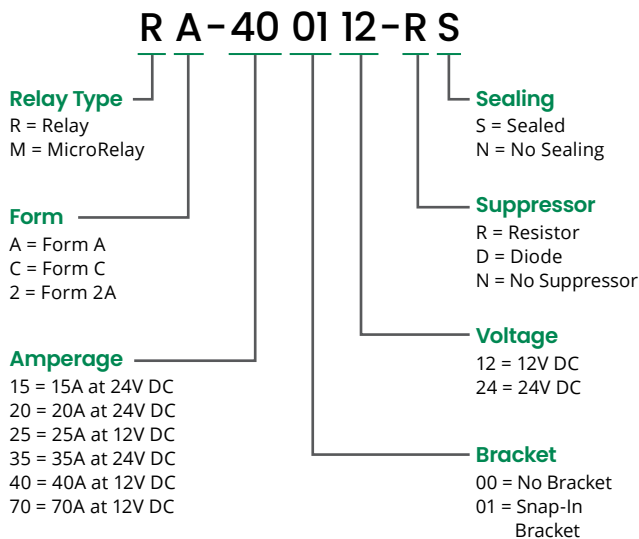 R A-40 01 12-R S
Relay Type
R = Relay
M = MicroRelay
Form
A = Form A
C = Form C
2 = Form 2A
Amperage
15 = 15A at 24V DC
20 = 20A at 24V DC
25 = 25A at 12V DC
35 = 35A at 24V DC
40 = 40A at 12V DC
70 = 70A at 12V DC
Sealing
S = Sealed
N = No Sealing
Suppressor
R = Resistor
D = Diode
N = No Suppressor
Voltage
12 = 12V DC
24 = 24V DC
Bracket
00 = No Bracket
01 = Snap-In
Bracket